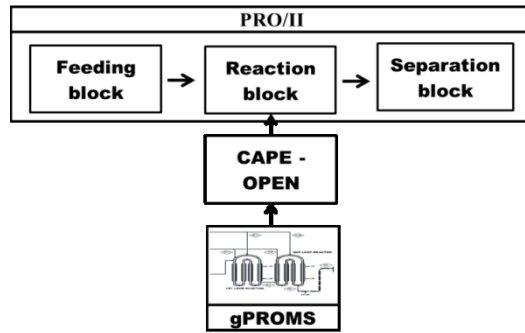 PRO/II
Feeding
block
Reaction
block
Separation
block
CAPE -
OPEN
gPROMS